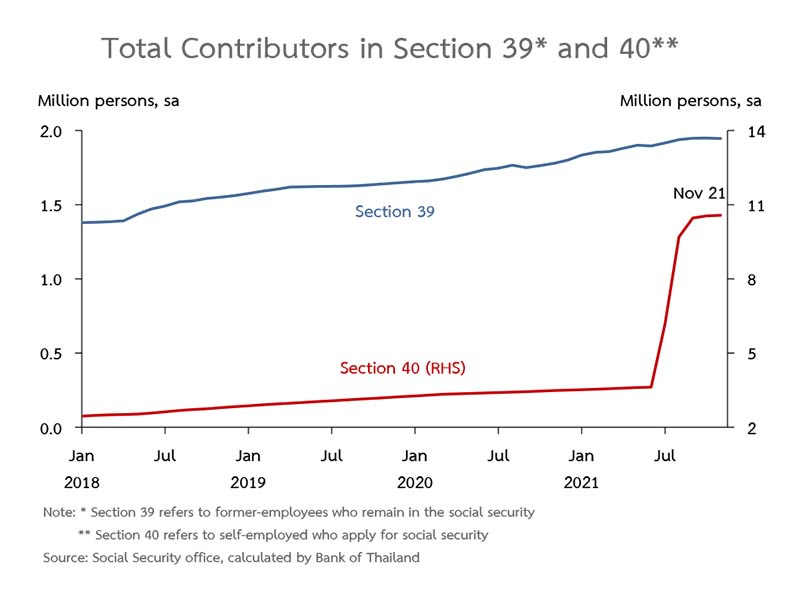 Total Contributors in Section 39* and 40**
Million persons, sa
Million persons, sa
2.0
14
Nov 21
1.5
11
Section 39
1.0
8
Section 40 (RHS)
0.5
5
0.0
2
Jan Jul Jan Jul Jan Jul Jan Jul
2018 2019 2020 2021
Note: * Section 39 refers to former-employees who remain in the social security
** Section 40 refers to self-employed who apply for social security
Source: Social Security office, calculated by Bank of Thailand